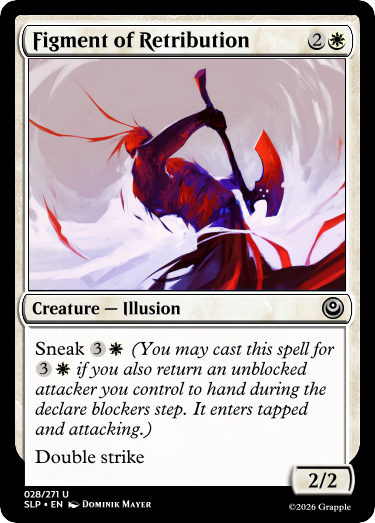 Figment of Retribution 2
Creature — Illusion
Sneak 3 (You may cast this spell for
3 if you also return an unblocked
attacker you control to hand during the
declare blockers step. It enters tapped
and attacking.)
Double strike
2/2
028/271 U
SLP • EN Dominik Mayer
©2026 Grapple